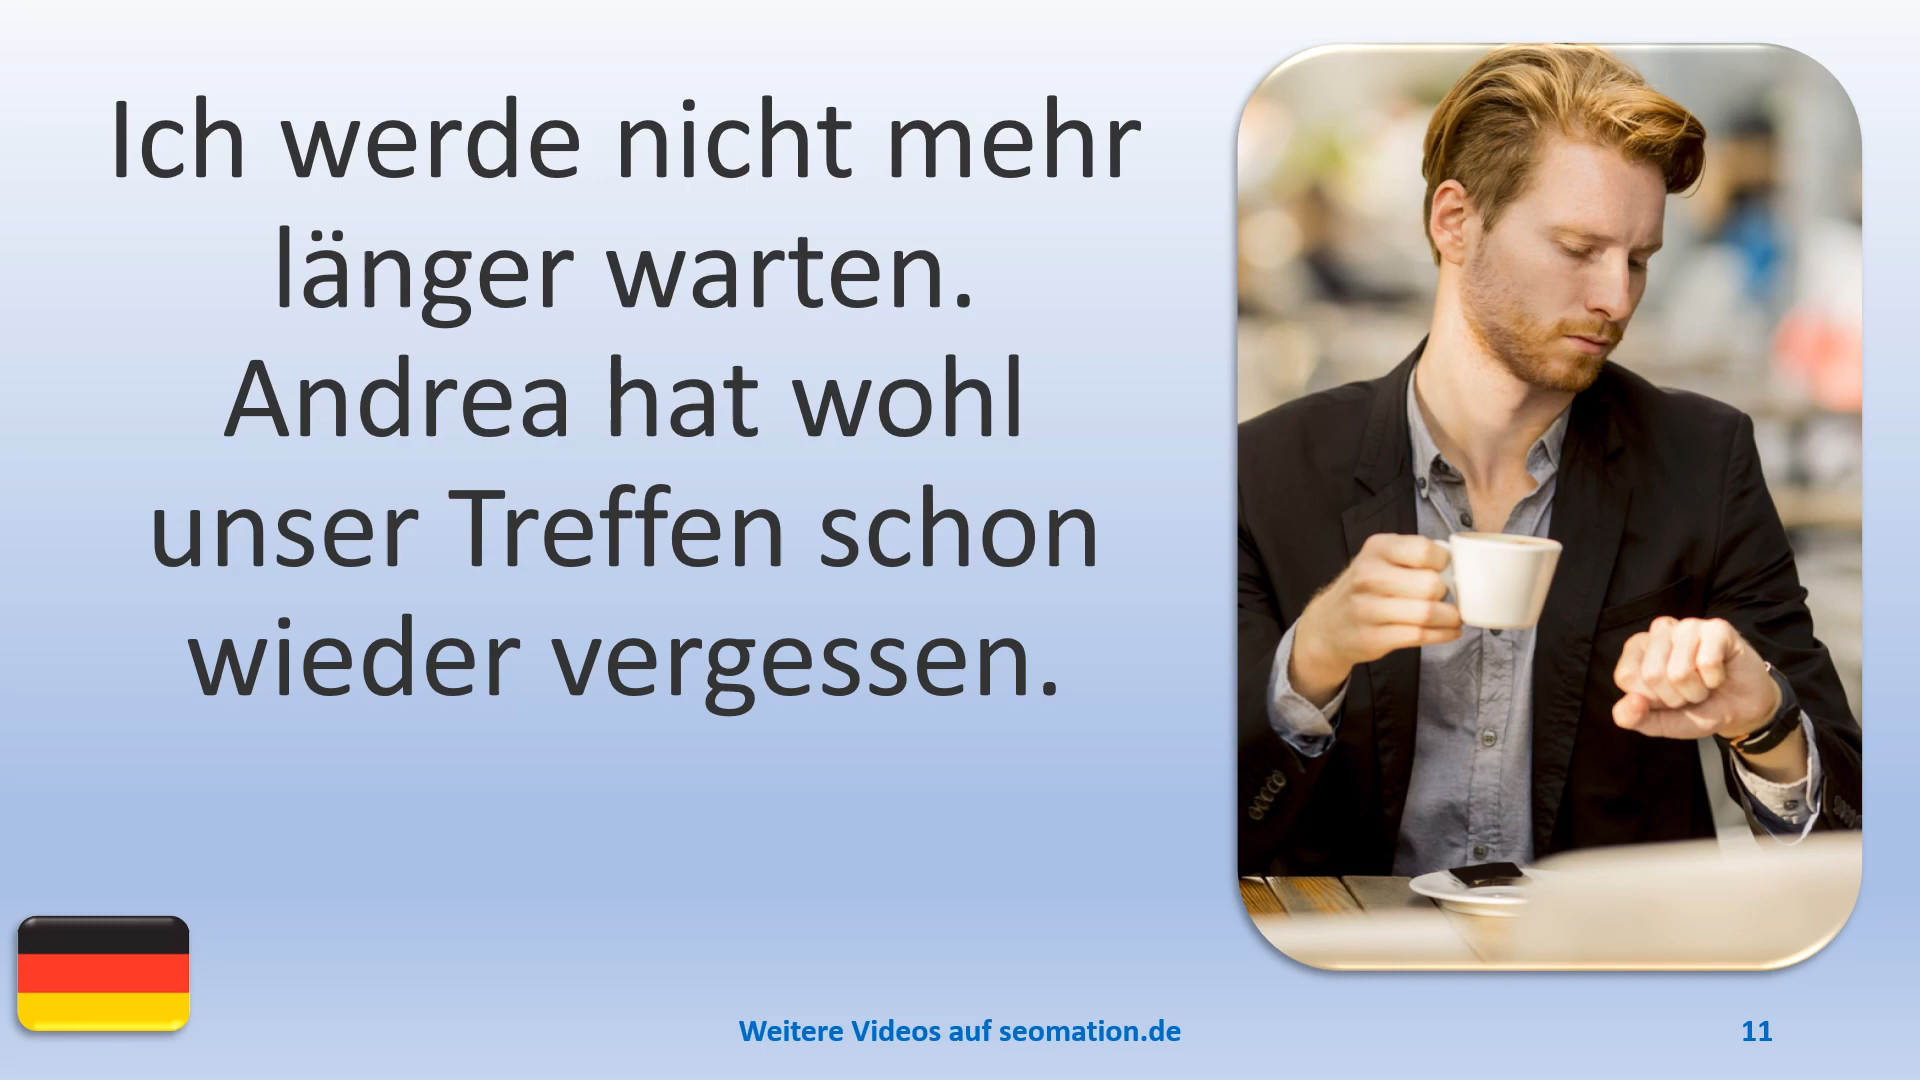 Ich werde nicht mehr
länger warten.
Andrea hat wohl
unser Treffen schon
wieder vergessen.
Weitere Videos auf seomation.de
11